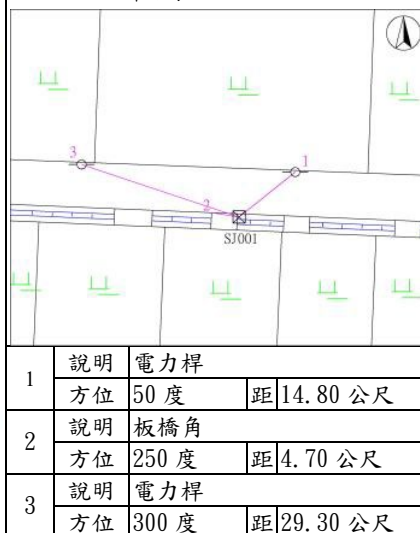 3
1
2
SJ001
1
說明 電力桿
方位 50 度 距 14.80 公尺
2
說明 板橋角
方位 250 度 距 4.70 公尺
3
說明 電力桿
方位 300 度 距 29.30 公尺